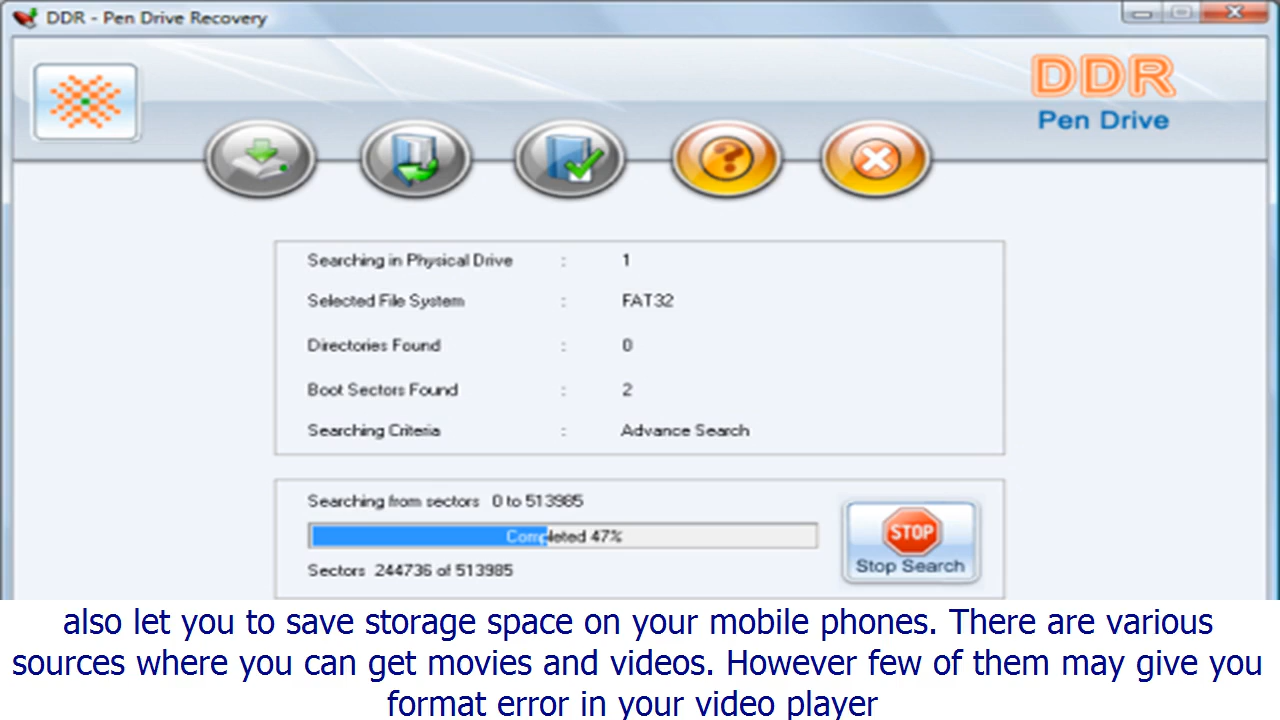 DDR - Pen Drive Recovery
DDR
Pen Drive
Searching in Physical Drive : 1
Selected File System : FAT32
Directories Found : 0
Boot Sectors Found : 2
Searching Criteria : Advance Search
Searching from sectors 0 to 513985
Completed 47%
Sectors 244736 of 513985
STOP
Stop Search
also let you to save storage space on your mobile phones. There are various
sources where you can get movies and videos. However few of them may give you
format error in your video player